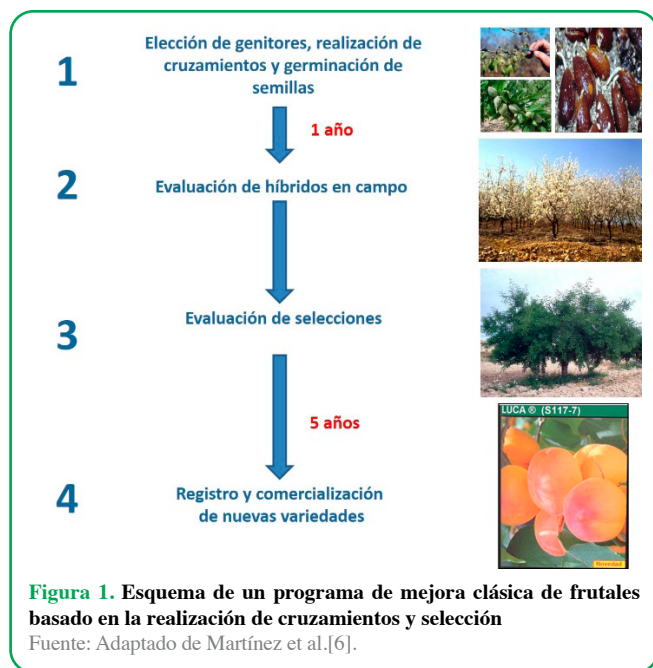 1
Elección de genitores, realización de
cruzamientos y germinación de
semillas
1 año
2
Evaluación de híbridos en campo
3
Evaluación de selecciones
5 años
4
Registro y comercialización
de nuevas variedades
LUCA ® (S117-7)
Novedad
Figura 1. Esquema de un programa de mejora clásica de frutales
basado en la realización de cruzamientos y selección
Fuente: Adaptado de Martínez et al.[6].